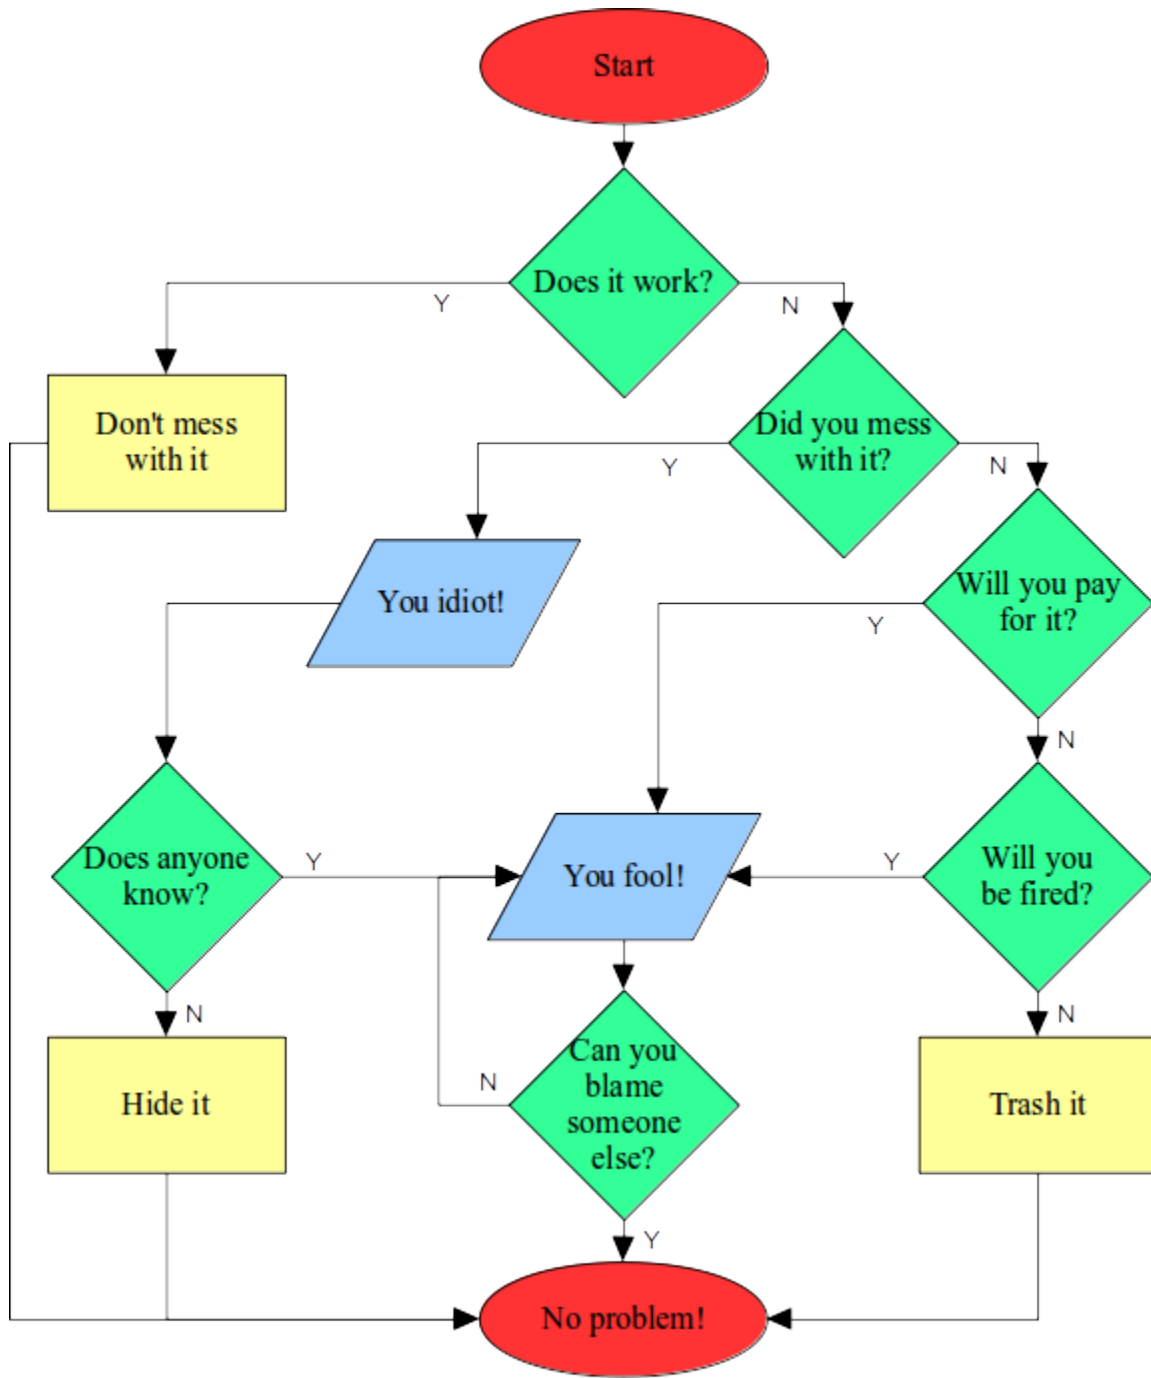 Start
Does it work?
Y
N
Don't mess
with it
Did you mess
with it?
Y
N
You idiot!
Will you pay
for it?
Y
N
Does anyone
know?
Y
You fool!
Y
Will you
be fired?
N
N
Hide it
N
Can you
blame
someone
else?
Trash it
Y
No problem!